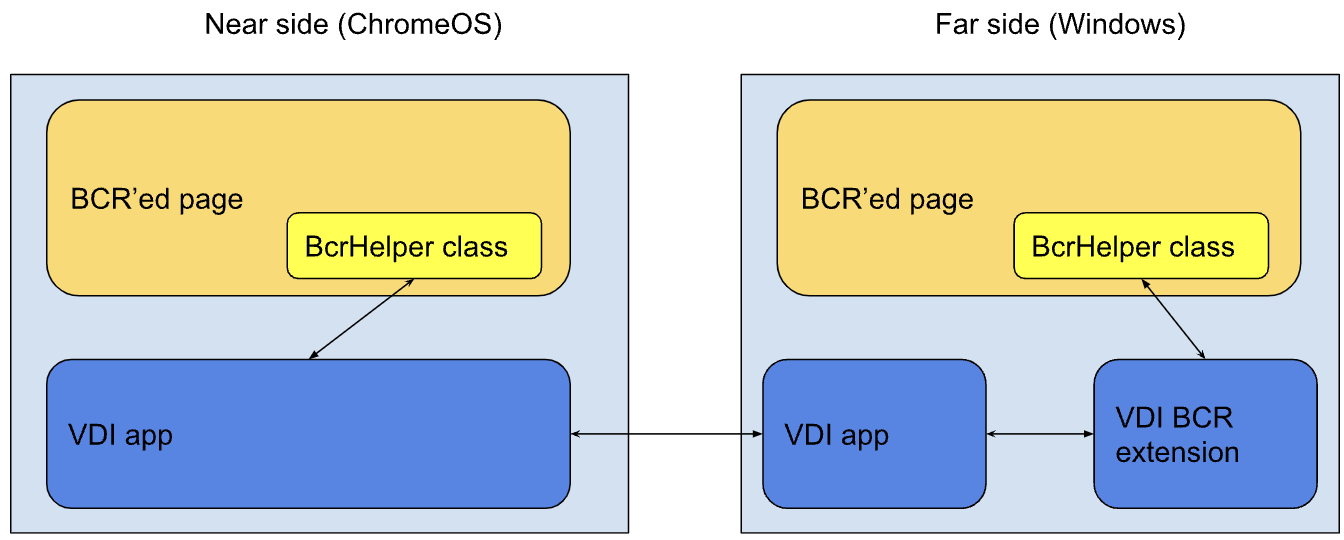 Near side (ChromeOS)
Far side (Windows)
BCR’ed page
BcrHelper class
BCR’ed page
BcrHelper class
VDI app
VDI app
VDI BCR
extension